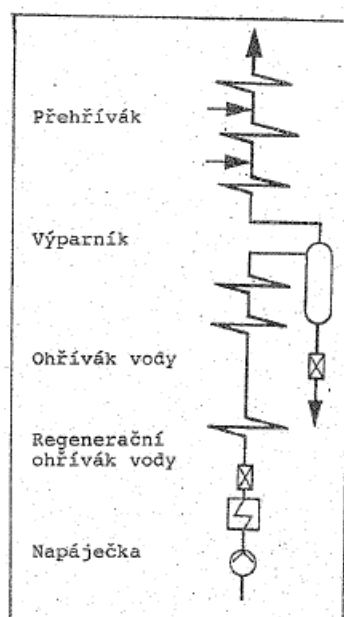 Přehřívák
Výparník
Ohřívák vody
Regenerační
ohřívák vody
Napáječka